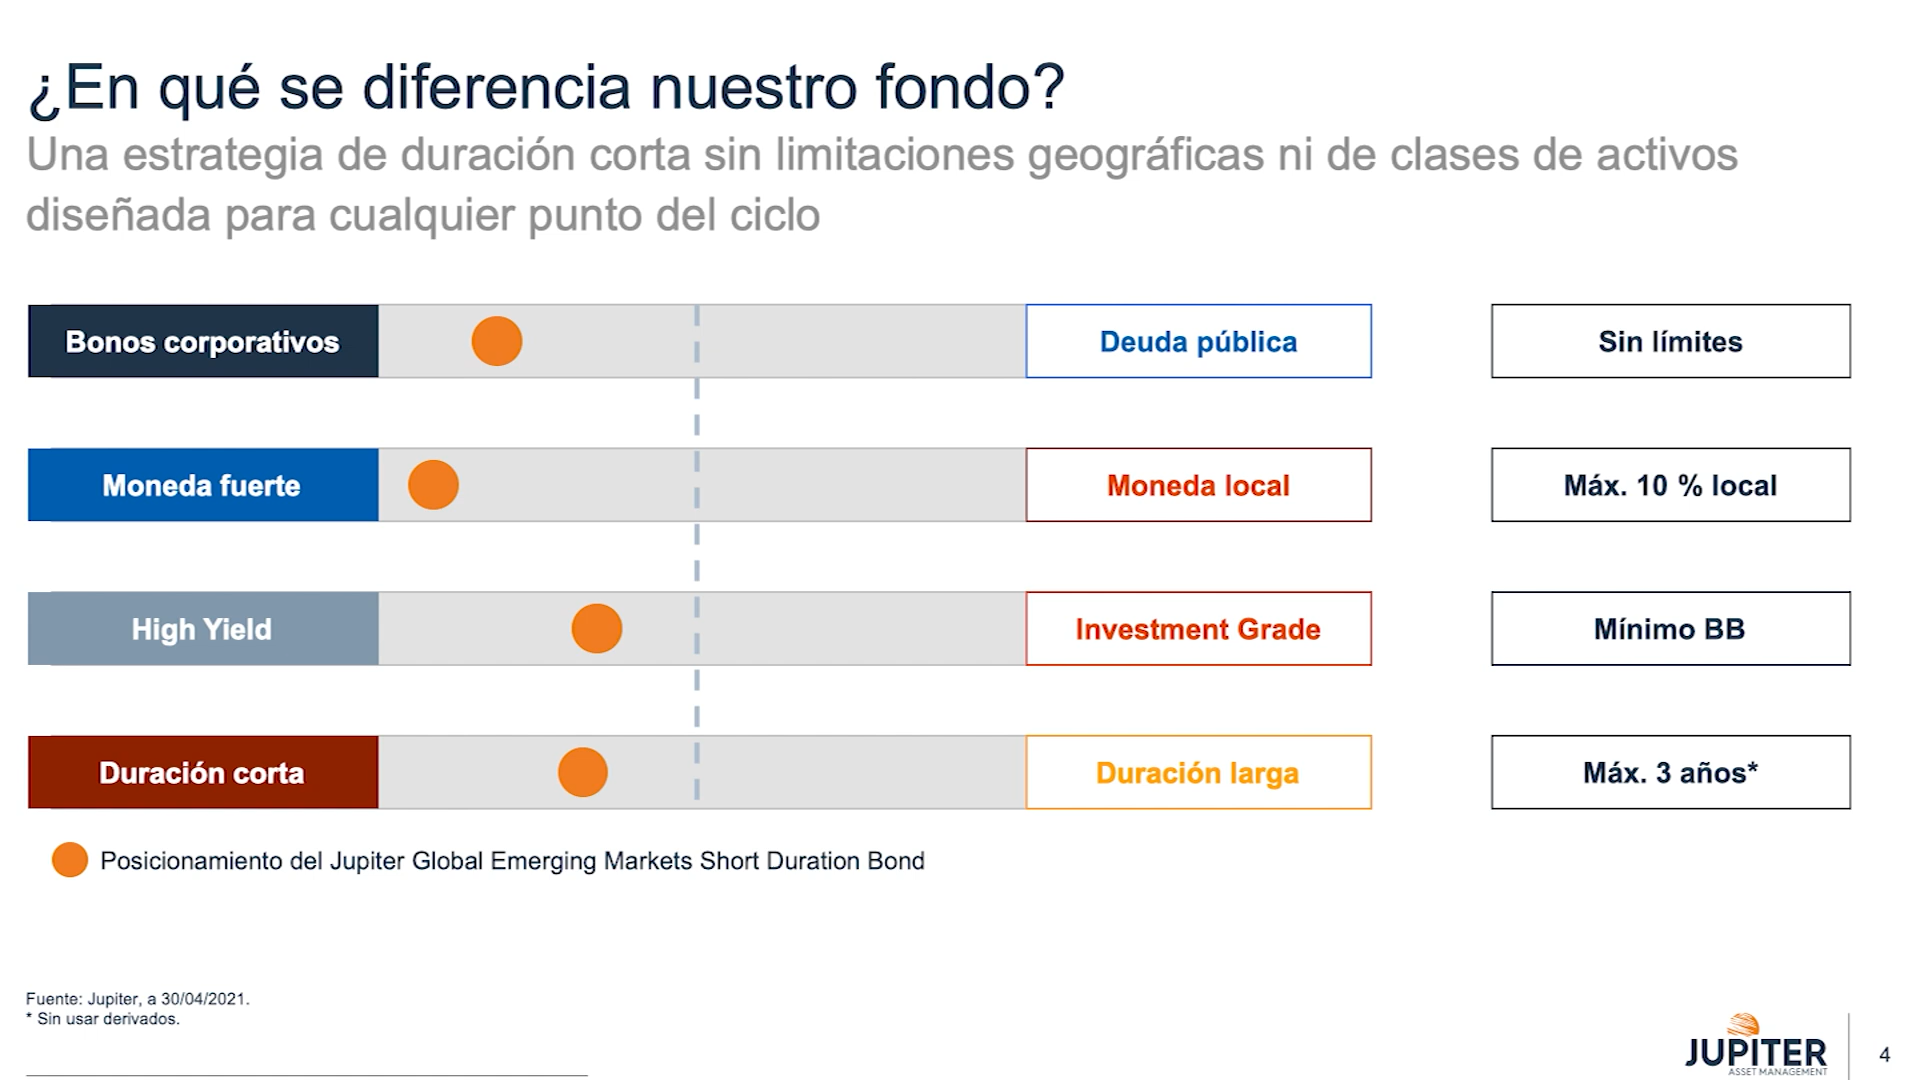 ¿En qué se diferencia nuestro fondo?
Una estrategia de duración corta sin limitaciones geográficas ni de clases de activos
diseñada para cualquier punto del ciclo
Bonos corporativos
Deuda pública
Sin límites
Moneda fuerte
Moneda local
Máx. 10 % local
High Yield
Investment Grade
Mínimo BB
Duración corta
Duración larga
Máx. 3 años*
Posicionamiento del Jupiter Global Emerging Markets Short Duration Bond
Fuente: Jupiter, a 30/04/2021.
* Sin usar derivados.
JUPITER
ASSET MANAGEMENT
4